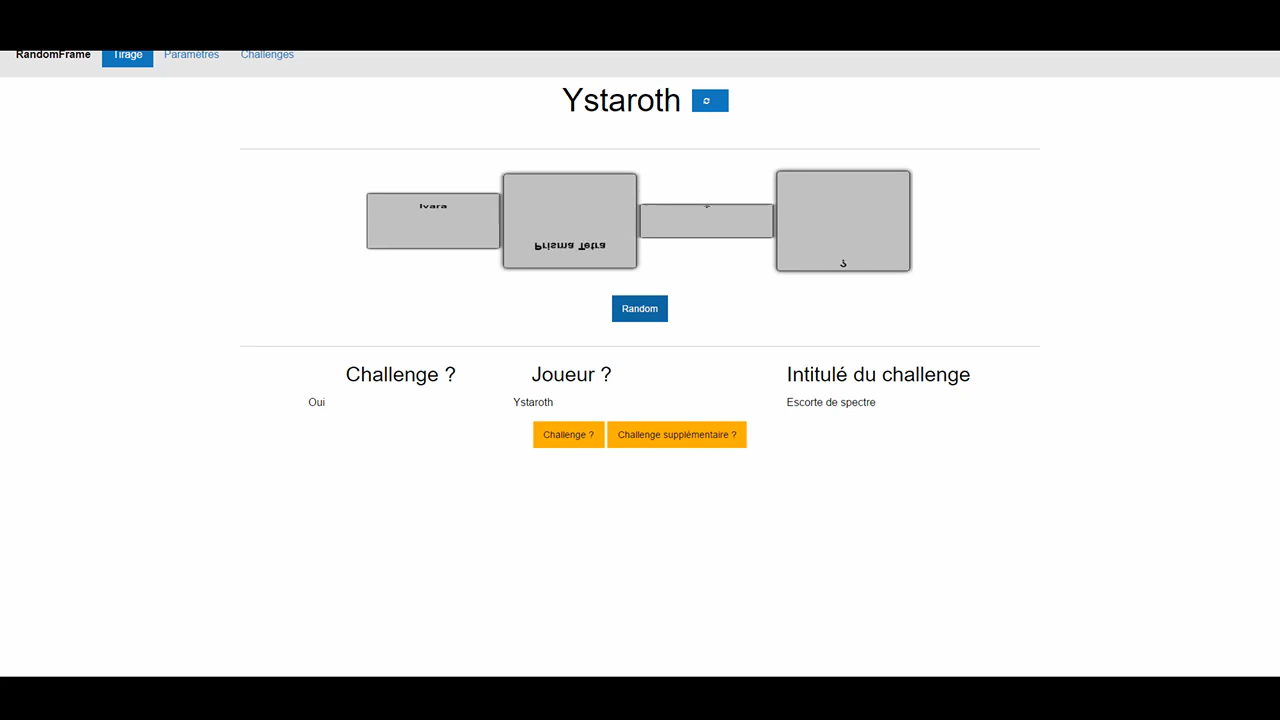 RandomFrame Tirage Paramètres Challenges
Ystaroth
Ivara
Prisma Tetra
?
?
Random
Challenge ? Joueur ? Intitulé du challenge
Oui Ystaroth Escorte de spectre
Challenge ? Challenge supplémentaire ?